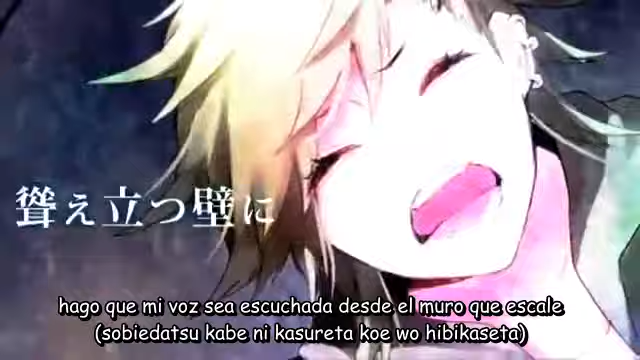 聳え立つ壁に
hago que mi voz sea escuchada desde el muro que escale
(sobiedatsu kabe ni kasureta koe wo hibikaseta)